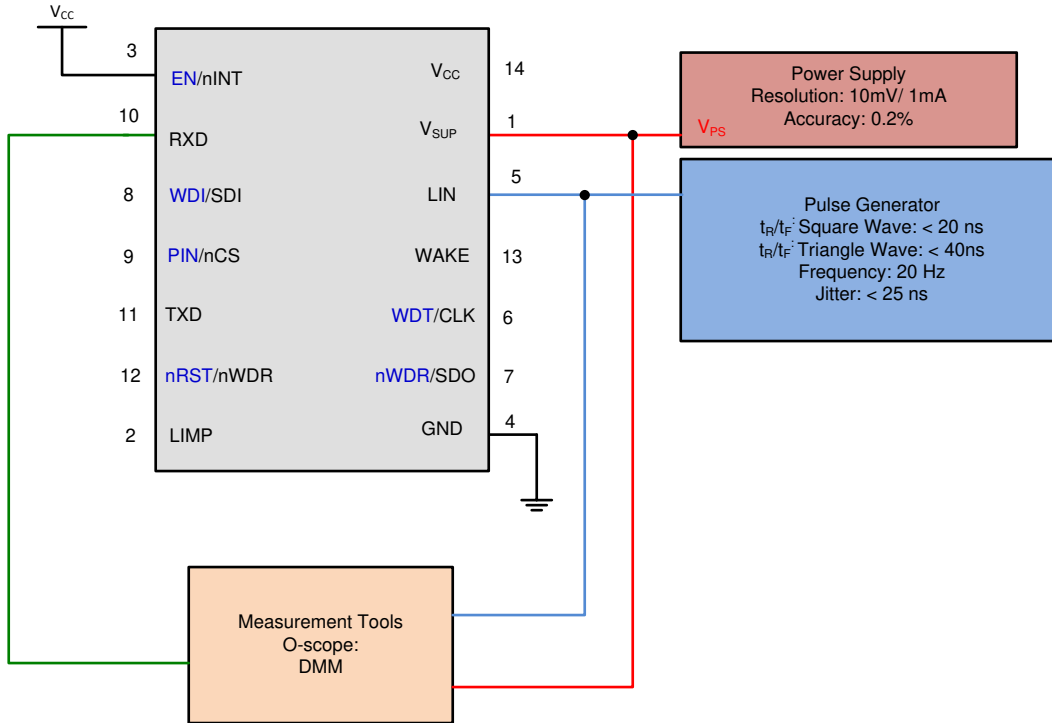 VCC
3
EN/nINT
VCC
14
10
RXD
VSUP
1
8
WDI/SDI
LIN
5
9
PIN/nCS
WAKE
13
11
TXD
WDT/CLK
6
12
nRST/nWDR
nWDR/SDO
7
2
LIMP
GND
4
Power Supply
Resolution: 10mV/ 1mA
Accuracy: 0.2%
VPS
Pulse Generator
tR/tF: Square Wave: < 20 ns
tR/tF: Triangle Wave: < 40ns
Frequency: 20 Hz
Jitter: < 25 ns
Measurement Tools
O-scope:
DMM